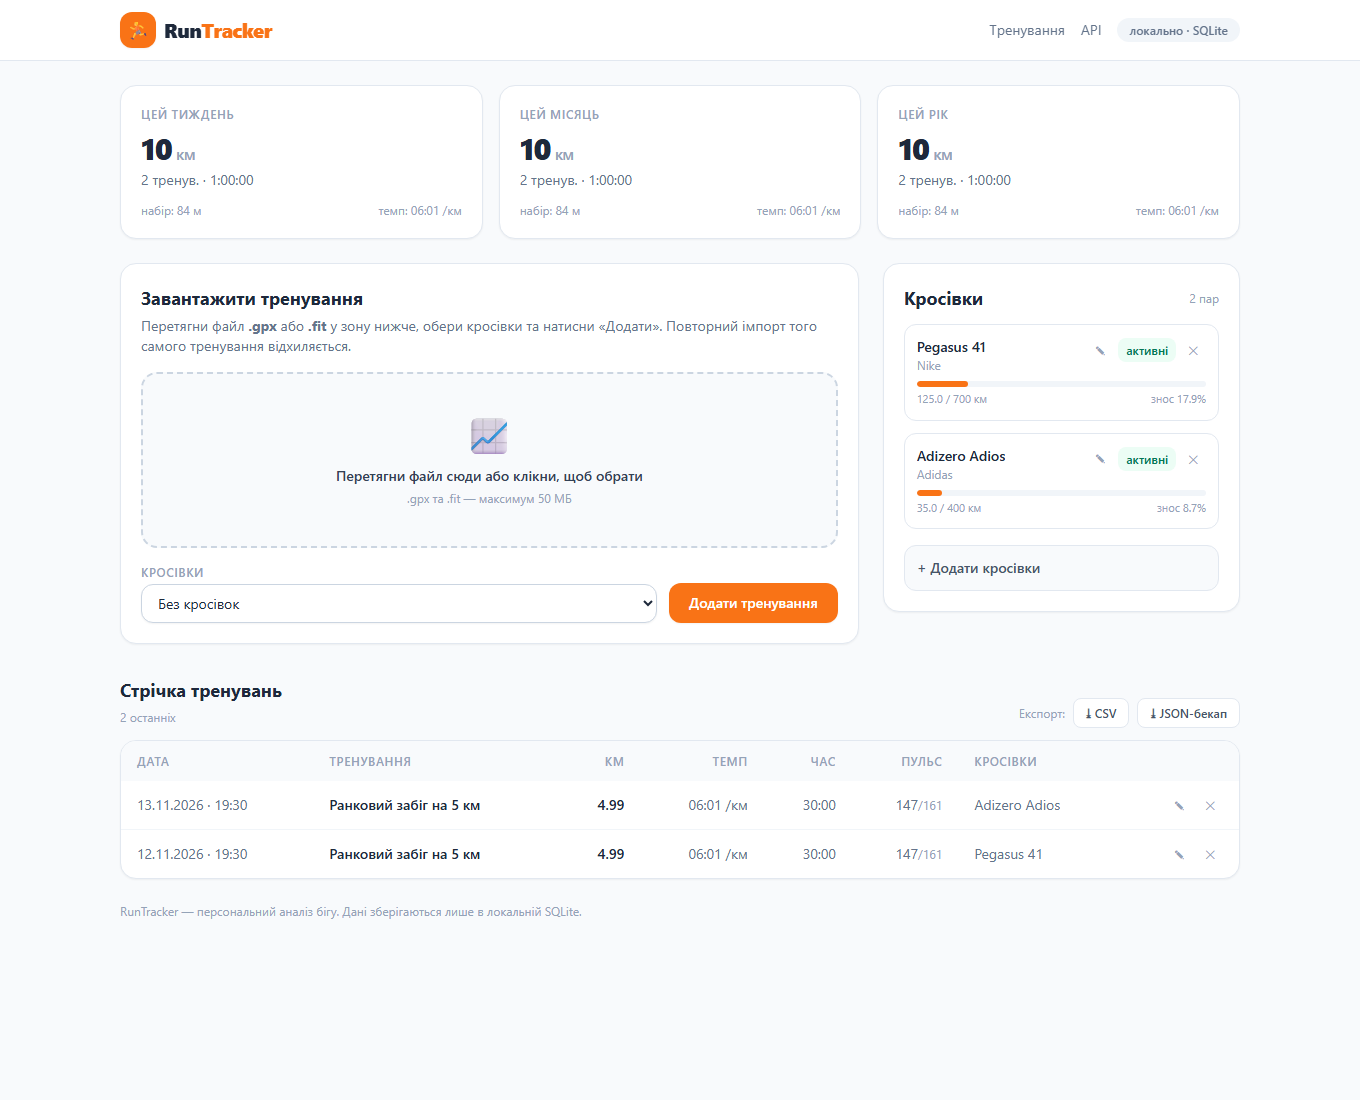 RunTracker
Тренування API локально · SQLite
ЦЕЙ ТИЖДЕНЬ
10 км
2 тренув. · 1:00:00
набір: 84 м темп: 06:01 /км
ЦЕЙ МІСЯЦЬ
10 км
2 тренув. · 1:00:00
набір: 84 м темп: 06:01 /км
ЦЕЙ РІК
10 км
2 тренув. · 1:00:00
набір: 84 м темп: 06:01 /км
Завантажити тренування
Перетягни файл .gpx або .fit у зону нижче, обери кросівки та натисни «Додати». Повторний імпорт того
самого тренування відхиляється.
Перетягни файл сюди або клікни, щоб обрати
.gpx та .fit — максимум 50 МБ
КРОСІВКИ
Без кросівок
Додати тренування
Кросівки 2 пар
Pegasus 41 активні
Nike
125.0 / 700 км знос 17.9%
Adizero Adios активні
Adidas
35.0 / 400 км знос 8.7%
+ Додати кросівки
Стрічка тренувань
2 останніх
Експорт: ⤓ CSV ⤓ JSON-бекап
ДАТА ТРЕНУВАННЯ КМ ТЕМП ЧАС ПУЛЬС КРОСІВКИ
13.11.2026 · 19:30 Ранковий забіг на 5 км 4.99 06:01 /км 30:00 147/161 Adizero Adios
12.11.2026 · 19:30 Ранковий забіг на 5 км 4.99 06:01 /км 30:00 147/161 Pegasus 41
RunTracker — персональний аналіз бігу. Дані зберігаються лише в локальній SQLite.